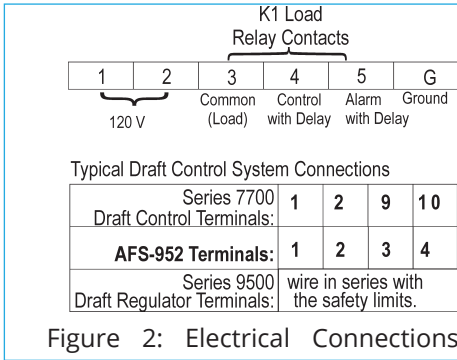 K1 Load
Relay Contacts
1 2 3 4 5 G
120 V
Common Control Alarm Ground
(Load) with Delay with Delay
Typical Draft Control System Connections
Series 7700 1 2 9 10
Draft Control Terminals:
AFS-952 Terminals: 1 2 3 4
Series 9500 wire in series with
Draft Regulator Terminals: the safety limits.
Figure 2: Electrical Connections